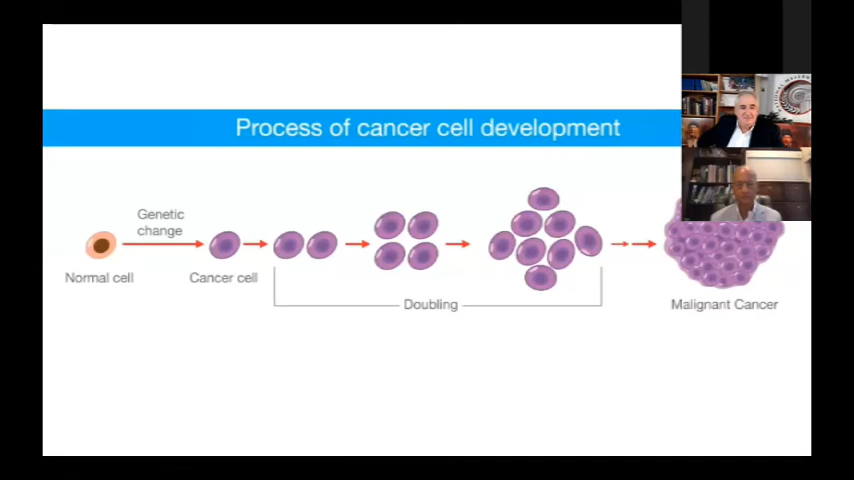 Process of cancer cell development
Genetic
change
Normal cell
Cancer cell
Doubling
Malignant Cancer